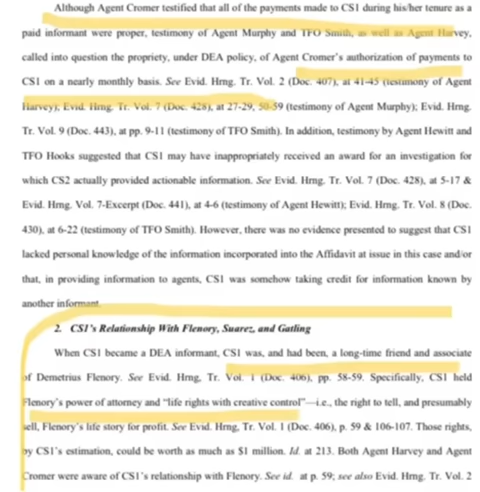 Although Agent Cromer testified that all of the payments made to CS1 during his/her tenure as a
paid informant were proper, testimony of Agent Murphy and TFO Smith, as well as Agent Harvey,
called into question the propriety, under DEA policy, of Agent Cromer's authorization of payments to
CS1 on a nearly monthly basis. See Evid. Hrng. Tr. Vol. 2 (Doc. 407), at 41-45 (testimony of Agent
Harvey); Evid. Hrng. Tr. Vol. 7 (Doc. 428), at 27-29, 50-59 (testimony of Agent Murphy); Evid. Hrng.
Tr. Vol. 9 (Doc. 443), at pp. 9-11 (testimony of TFO Smith). In addition, testimony by Agent Hewitt and
TFO Hooks suggested that CS1 may have inappropriately received an award for an investigation for
which CS2 actually provided actionable information. See Evid. Hrng. Tr. Vol. 7 (Doc. 428), at 5-17 &
Evid. Hrng. Vol. 7-Excerpt (Doc. 441), at 4-6 (testimony of Agent Hewitt); Evid. Hrng. Tr. Vol. 8 (Doc.
430), at 6-22 (testimony of TFO Smith). However, there was no evidence presented to suggest that CS1
lacked personal knowledge of the information incorporated into the Affidavit at issue in this case and/or
that, in providing information to agents, CS1 was somehow taking credit for information known by
another informant.
2. CS1's Relationship With Flenory, Suarez, and Gatling
When CS1 became a DEA informant, CS1 was, and had been, a long-time friend and associate
of Demetrius Flenory. See Evid. Hrng, Tr. Vol. 1 (Doc. 406), pp. 58-59. Specifically, CS1 held
Flenory's power of attorney and "life rights with creative control"—i.e., the right to tell, and presumably
sell, Flenory's life story for profit. See Evid. Hrng, Tr. Vol. 1 (Doc. 406), p. 59 & 106-107. Those rights,
by CS1's estimation, could be worth as much as $1 million. Id. at 213. Both Agent Harvey and Agent
Cromer were aware of CS1's relationship with Flenory. See id. at p. 59; see also Evid. Hrng, Tr. Vol. 2